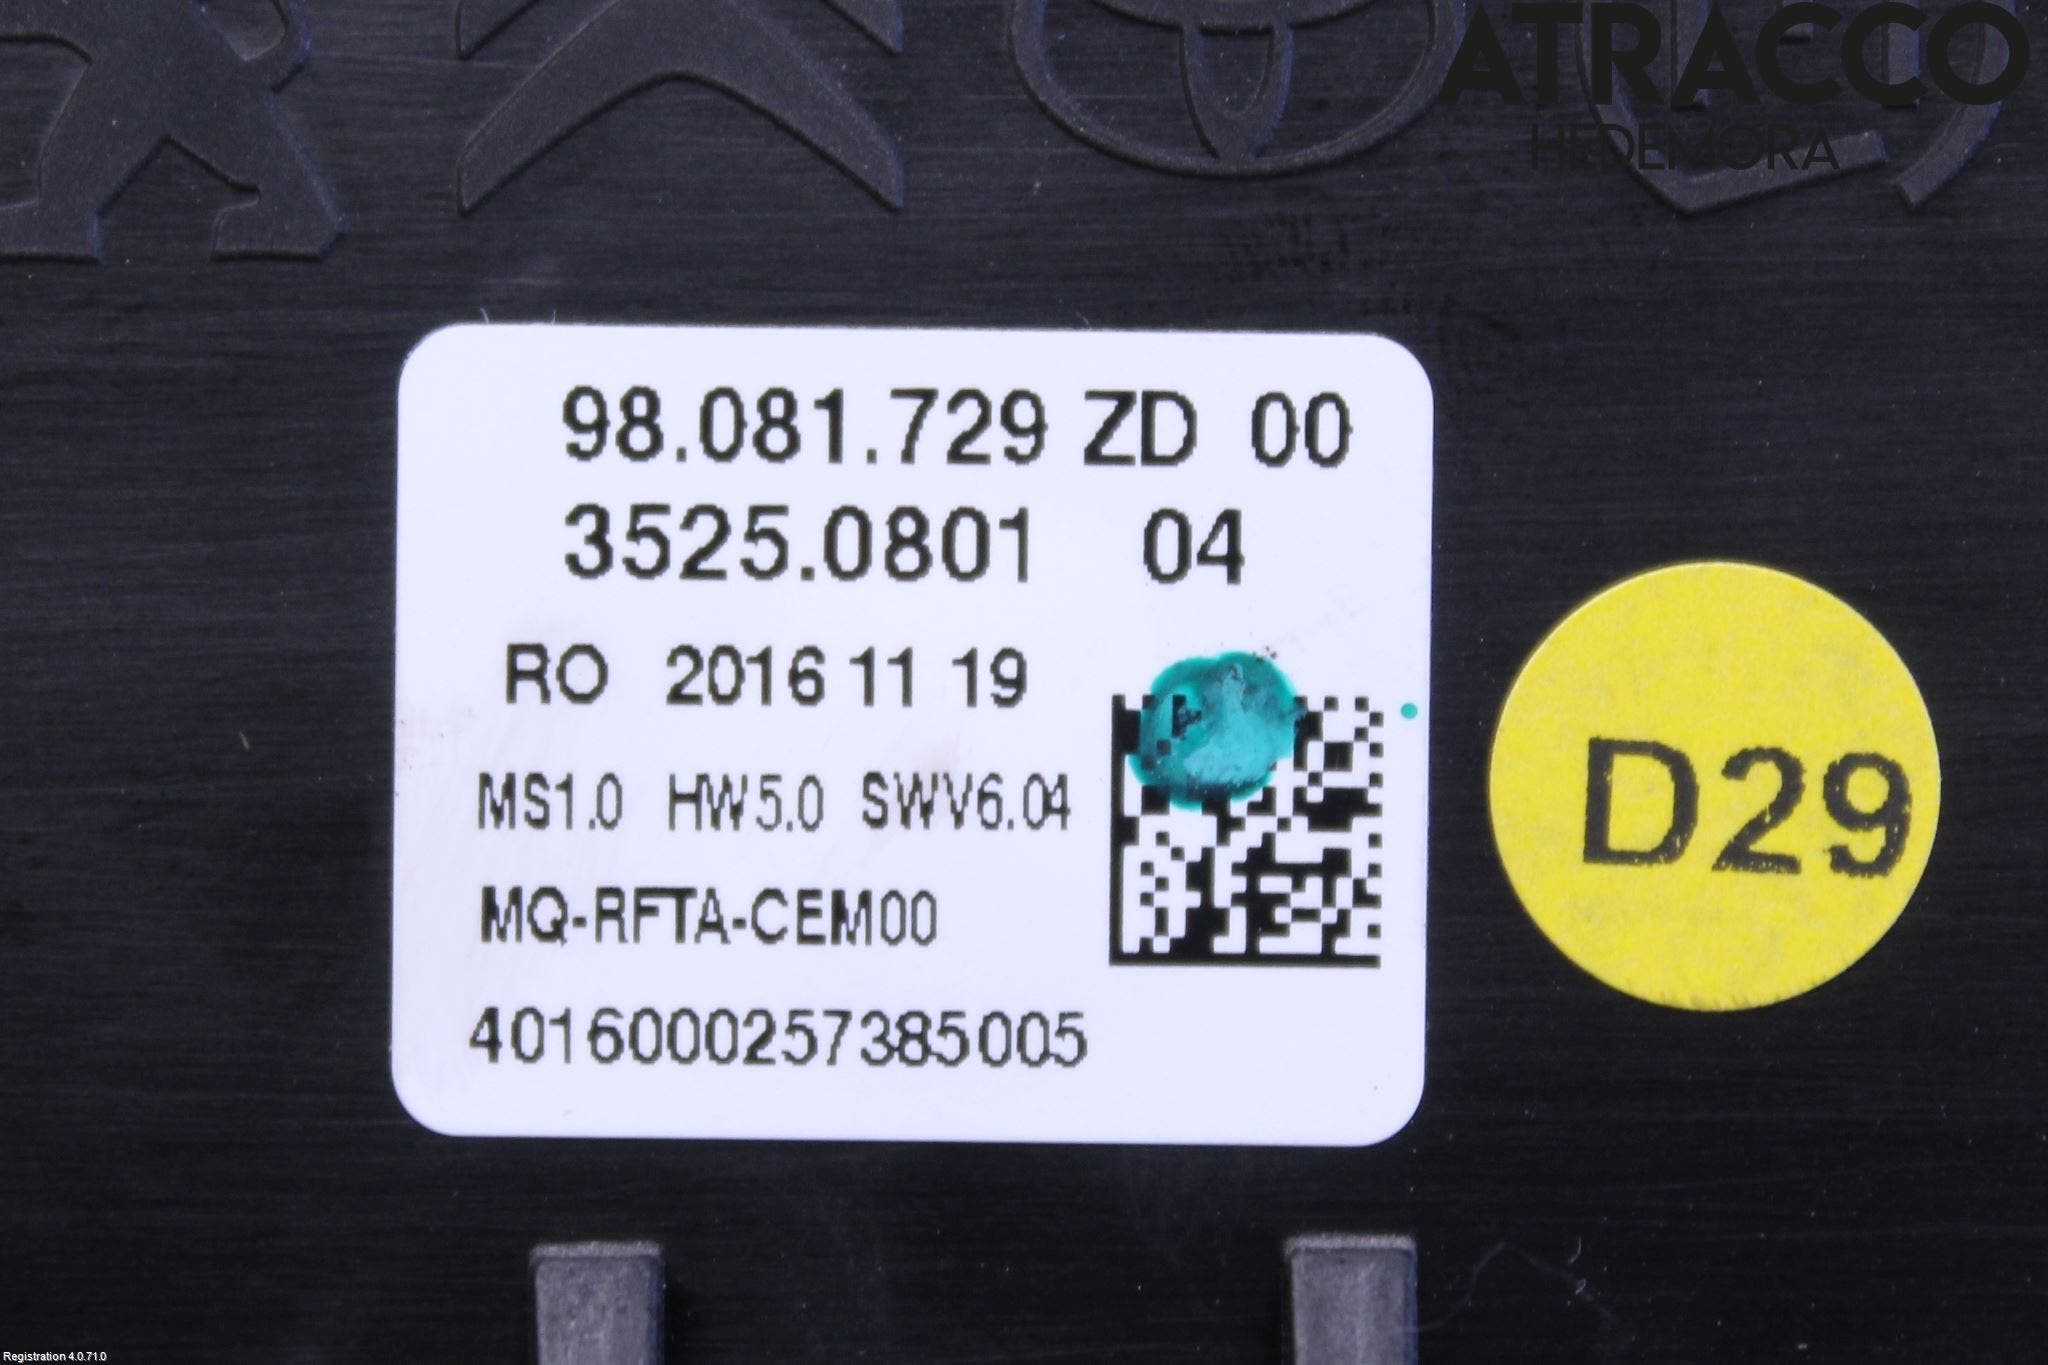 ATRACCO
HEDEMORA
98.081.729 ZD 00
3525.0801 04
RO 2016 11 19
MS1.0 HW5.0 SWV6.04
MQ-RFTA-CEM00
4016000257385005
D29
Registration 4.0.71.0